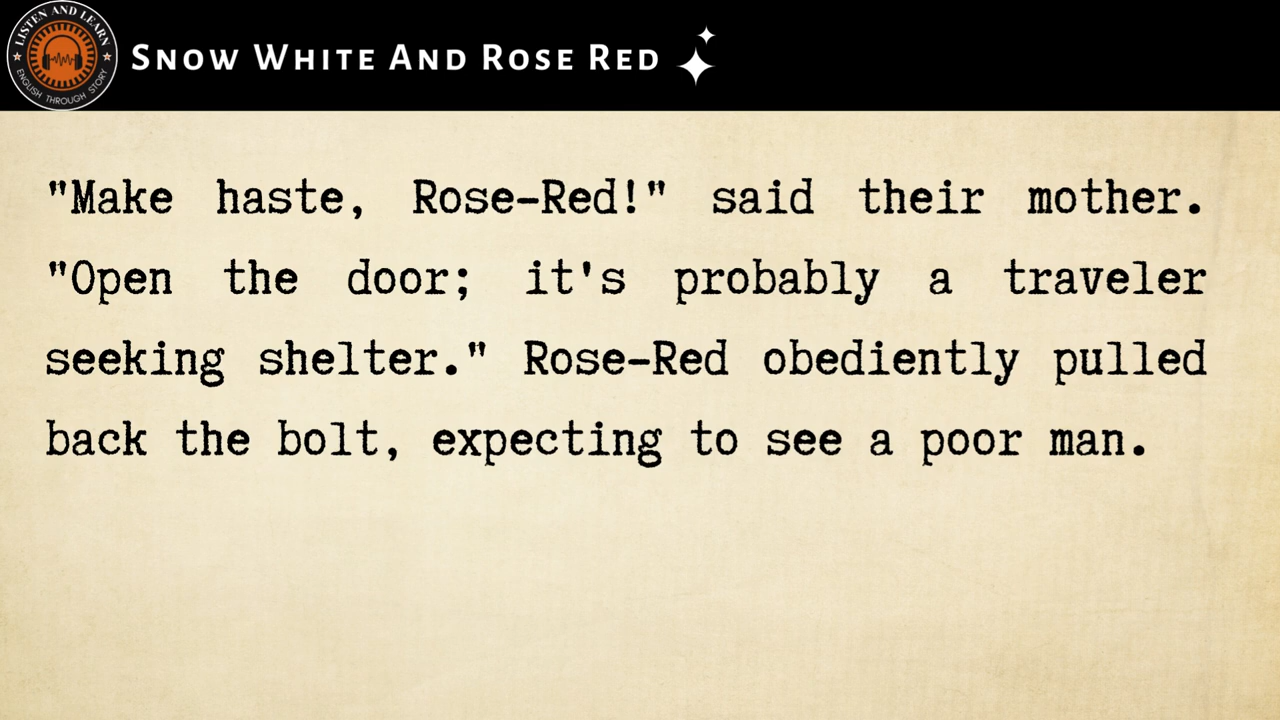 LISTEN AND LEARN
ENGLISH THROUGH STORY
Snow White And Rose Red
"Make haste, Rose-Red!" said their mother.
"Open the door; it's probably a traveler
seeking shelter." Rose-Red obediently pulled
back the bolt, expecting to see a poor man.